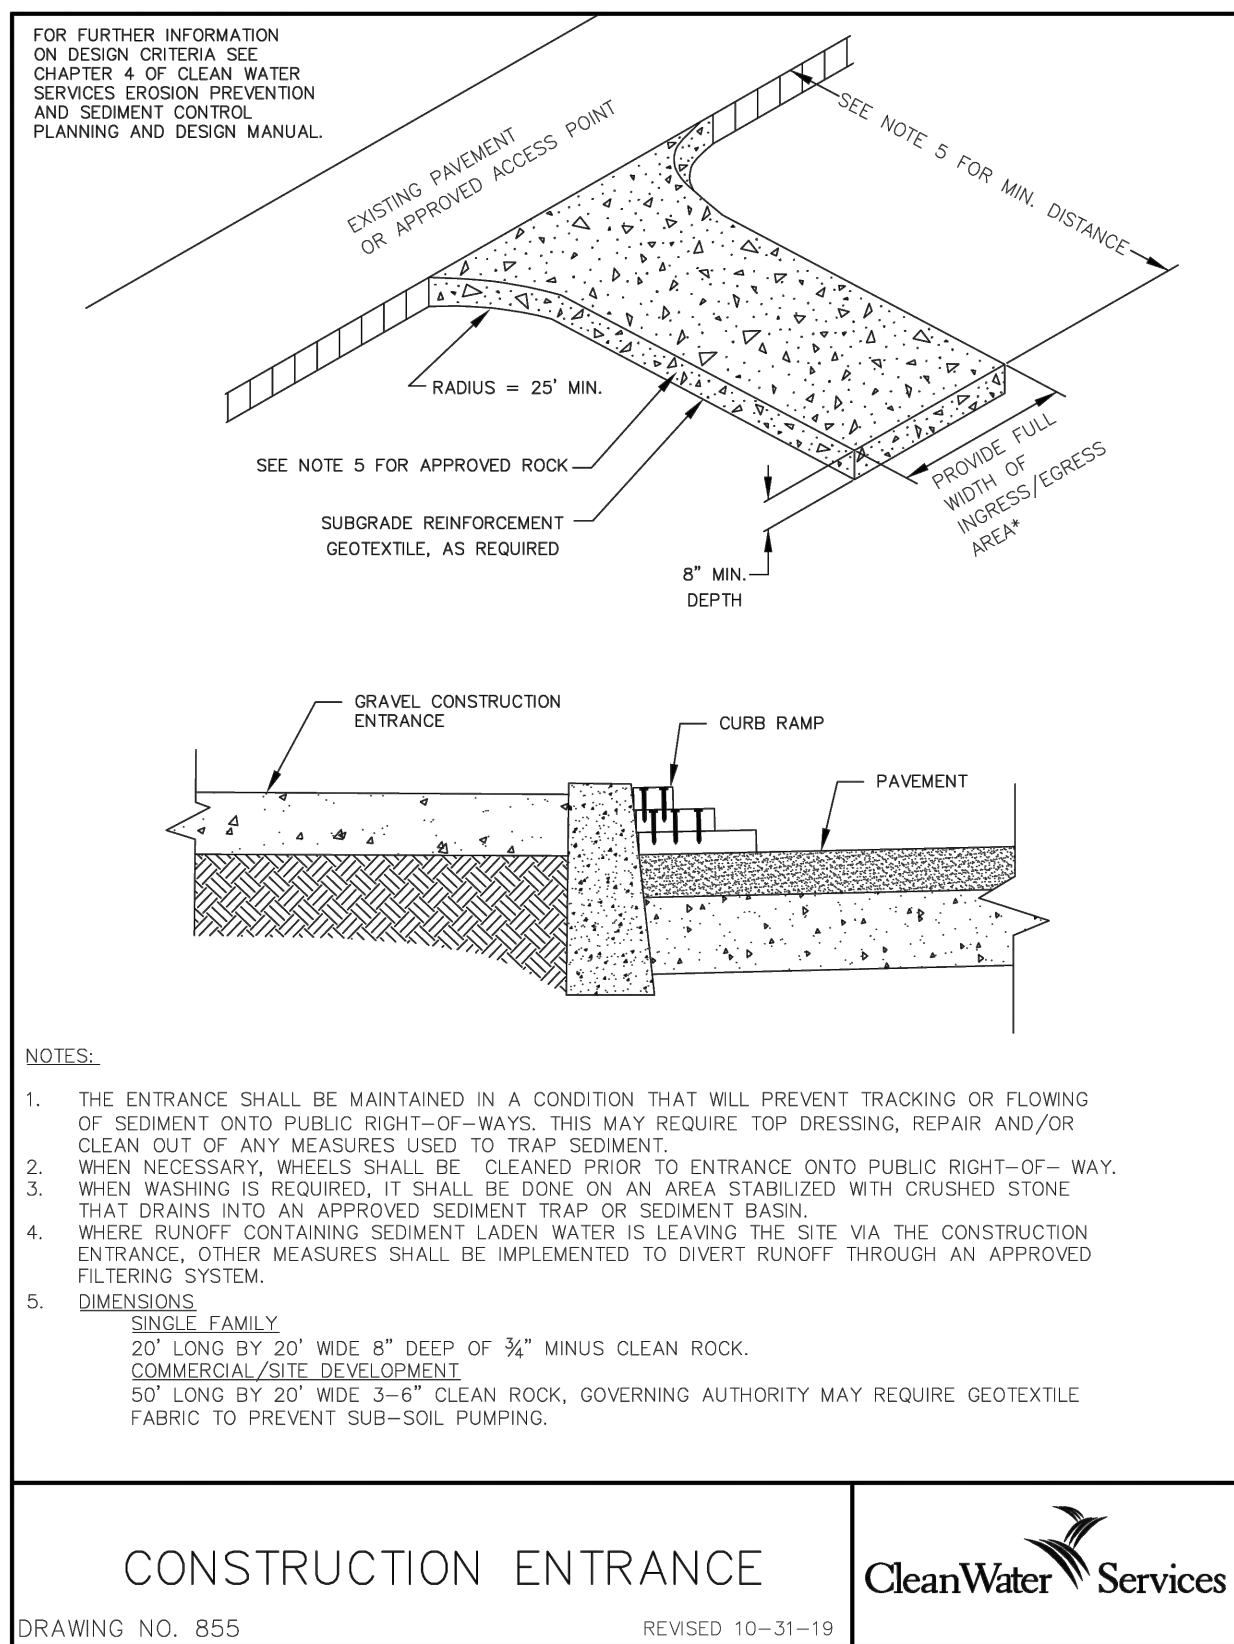 FOR FURTHER INFORMATION
ON DESIGN CRITERIA SEE
CHAPTER 4 OF CLEAN WATER
SERVICES EROSION PREVENTION
AND SEDIMENT CONTROL
PLANNING AND DESIGN MANUAL.
EXISTING PAVEMENT
OR APPROVED ACCESS POINT
SEE NOTE 5 FOR MIN. DISTANCE
RADIUS = 25' MIN.
SEE NOTE 5 FOR APPROVED ROCK
SUBGRADE REINFORCEMENT
GEOTEXTILE, AS REQUIRED
PROVIDE FULL
WIDTH OF
INGRESS/EGRESS
AREA*
8" MIN.
DEPTH
GRAVEL CONSTRUCTION
ENTRANCE
CURB RAMP
PAVEMENT
NOTES:
1. THE ENTRANCE SHALL BE MAINTAINED IN A CONDITION THAT WILL PREVENT TRACKING OR FLOWING
OF SEDIMENT ONTO PUBLIC RIGHT-OF-WAYS. THIS MAY REQUIRE TOP DRESSING, REPAIR AND/OR
CLEAN OUT OF ANY MEASURES USED TO TRAP SEDIMENT.
2. WHEN NECESSARY, WHEELS SHALL BE CLEANED PRIOR TO ENTRANCE ONTO PUBLIC RIGHT-OF- WAY.
3. WHEN WASHING IS REQUIRED, IT SHALL BE DONE ON AN AREA STABILIZED WITH CRUSHED STONE
THAT DRAINS INTO AN APPROVED SEDIMENT TRAP OR SEDIMENT BASIN.
4. WHERE RUNOFF CONTAINING SEDIMENT LADEN WATER IS LEAVING THE SITE VIA THE CONSTRUCTION
ENTRANCE, OTHER MEASURES SHALL BE IMPLEMENTED TO DIVERT RUNOFF THROUGH AN APPROVED
FILTERING SYSTEM.
5. DIMENSIONS
SINGLE FAMILY
20' LONG BY 20' WIDE 8" DEEP OF ¾" MINUS CLEAN ROCK.
COMMERCIAL/SITE DEVELOPMENT
50' LONG BY 20' WIDE 3-6" CLEAN ROCK, GOVERNING AUTHORITY MAY REQUIRE GEOTEXTILE
FABRIC TO PREVENT SUB-SOIL PUMPING.
CONSTRUCTION ENTRANCE
DRAWING NO. 855
REVISED 10-31-19
CleanWater Services